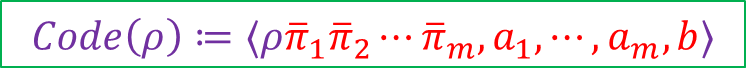 Code(ρ) ≔ ⟨ρπ̅₁π̅₂ ⋯ π̅ₘ, a₁, ⋯ , aₘ, b⟩